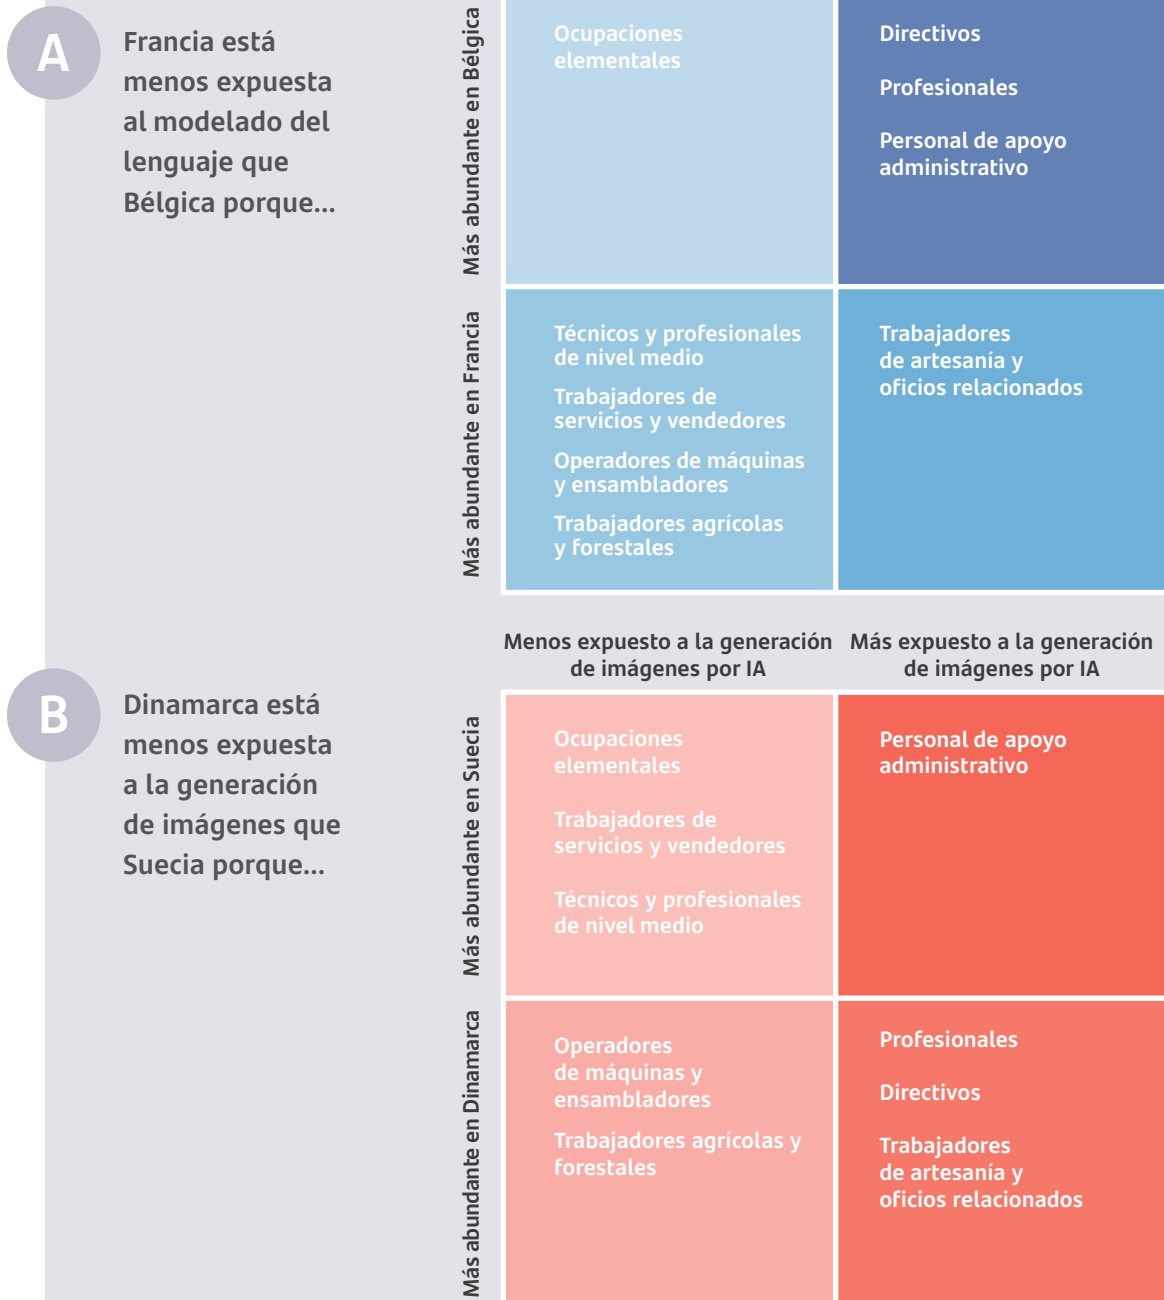 A
Francia está
menos expuesta
al modelado del
lenguaje que
Bélgica porque...
Más abundante en Bélgica
Ocupaciones
elementales
Directivos
Profesionales
Personal de apoyo
administrativo
Más abundante en Francia
Técnicos y profesionales
de nivel medio
Trabajadores de
servicios y vendedores
Operadores de máquinas
y ensambladores
Trabajadores agrícolas
y forestales
Trabajadores
de artesanía y
oficios relacionados
Menos expuesto a la generación
de imágenes por IA
Más expuesto a la generación
de imágenes por IA
B
Dinamarca está
menos expuesta
a la generación
de imágenes que
Suecia porque...
Más abundante en Suecia
Ocupaciones
elementales
Trabajadores de
servicios y vendedores
Técnicos y profesionales
de nivel medio
Personal de apoyo
administrativo
Más abundante en Dinamarca
Operadores
de máquinas y
ensambladores
Trabajadores agrícolas y
forestales
Profesionales
Directivos
Trabajadores
de artesanía y
oficios relacionados